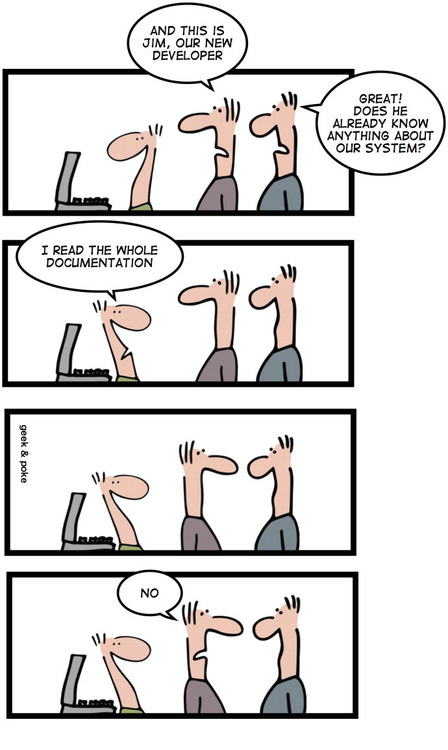 AND THIS IS
JIM, OUR NEW
DEVELOPER
GREAT!
DOES HE
ALREADY KNOW
ANYTHING ABOUT
OUR SYSTEM?
I READ THE WHOLE
DOCUMENTATION
geek & poke
NO